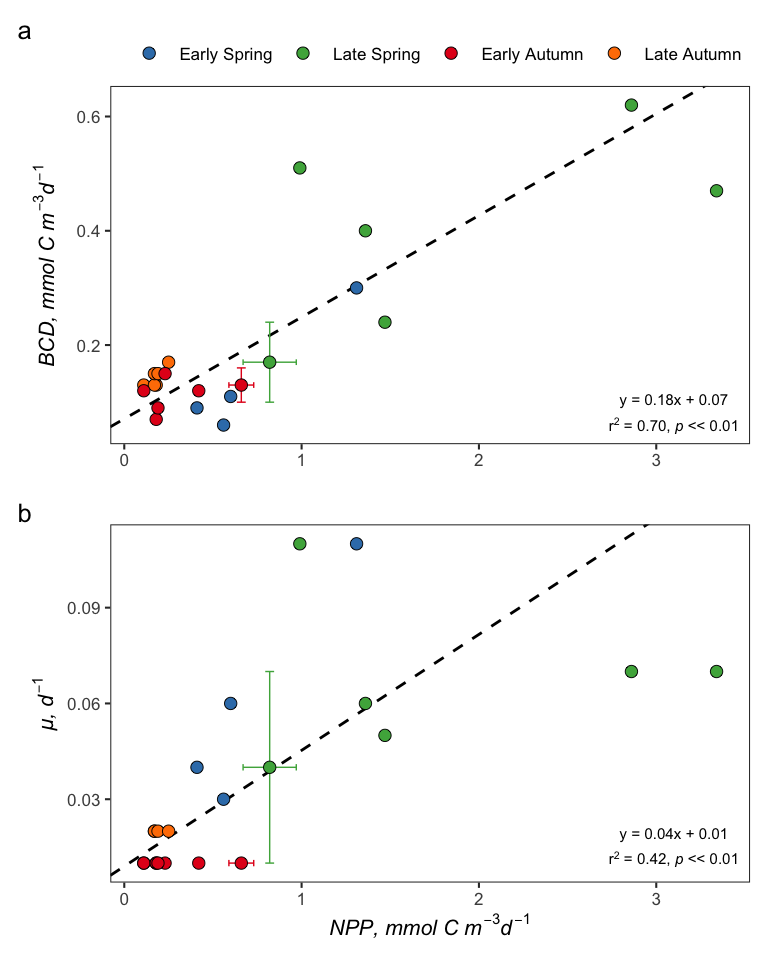 a
Early Spring Late Spring Early Autumn Late Autumn
BCD, mmol C m⁻³d⁻¹
0.6
0.4
0.2
y = 0.18x + 0.07
r² = 0.70, p << 0.01
0 1 2 3
b
μ, d⁻¹
0.09
0.06
0.03
y = 0.04x + 0.01
r² = 0.42, p << 0.01
0 1 2 3
NPP, mmol C m⁻³d⁻¹